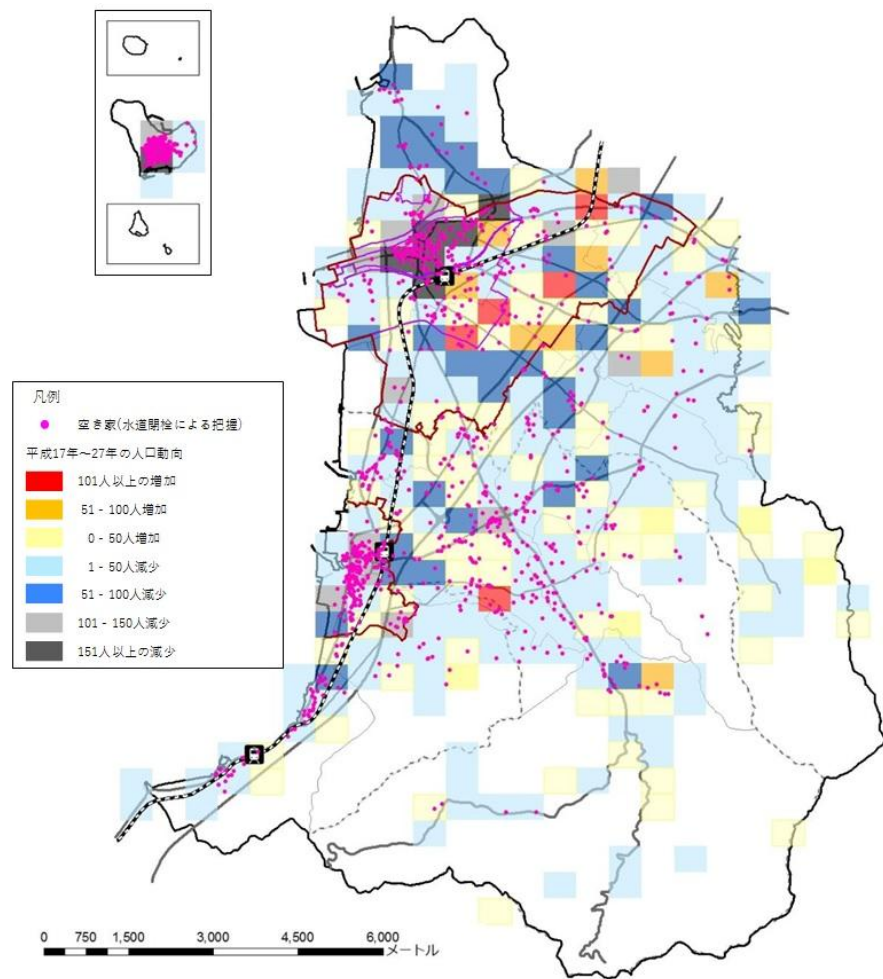 凡例
空き家(水道閉栓による把握)
平成17年～27年の人口動向
101人以上の増加
51 - 100人増加
0 - 50人増加
1 - 50人減少
51 - 100人減少
101 - 150人減少
151人以上の減少
0 750 1,500 3,000 4,500 6,000
メートル